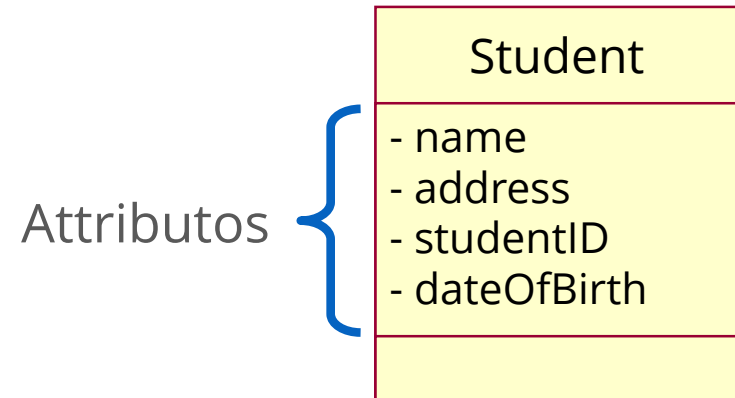 Student
- name
- address
- studentID
- dateOfBirth
Attributos